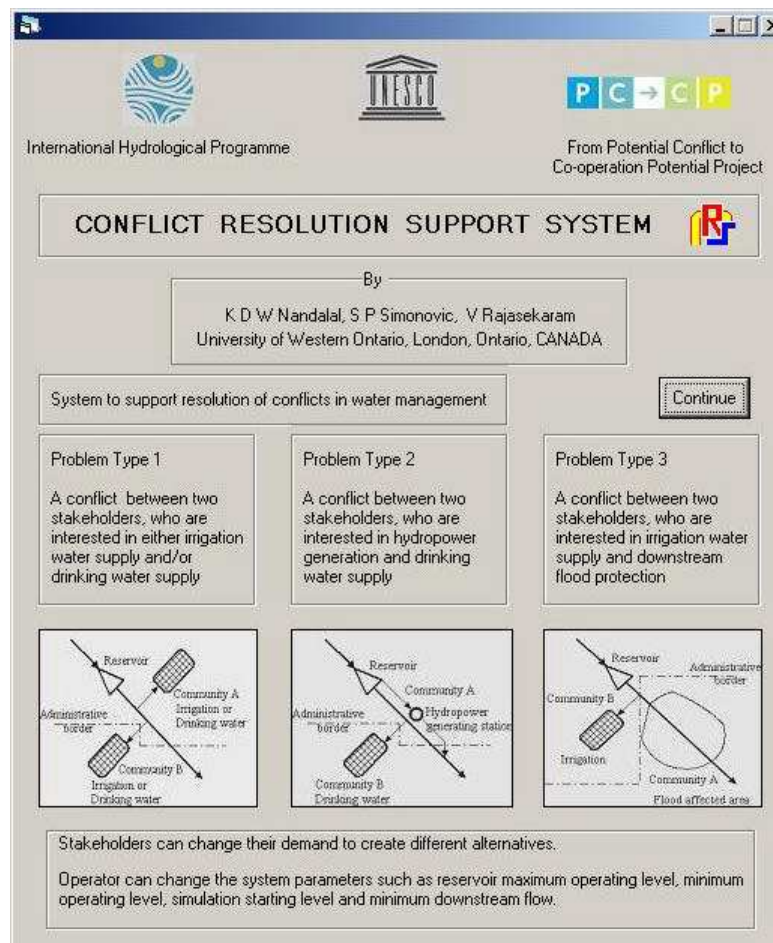 UNESCO
P C → C P
International Hydrological Programme
From Potential Conflict to
Co-operation Potential Project
CONFLICT RESOLUTION SUPPORT SYSTEM
By
K D W Nandalal, S P Simonovic, V Rajasekaram
University of Western Ontario, London, Ontario, CANADA
System to support resolution of conflicts in water management
Continue
Problem Type 1
A conflict between two
stakeholders, who are
interested in either irrigation
water supply and/or
drinking water supply
Problem Type 2
A conflict between two
stakeholders, who are
interested in hydropower
generation and drinking
water supply
Problem Type 3
A conflict between two
stakeholders, who are
interested in irrigation water
supply and downstream
flood protection
Reservoir
Community A
Irrigation or
Drinking water
Administrative
border
Community B
Irrigation or
Drinking water
Reservoir
Community A
Hydropower
generating station
Administrative
border
Community B
Drinking water
Reservoir
Administrative
border
Community B
Irrigation
Community A
Flood affected area
Stakeholders can change their demand to create different alternatives.
Operator can change the system parameters such as reservoir maximum operating level, minimum
operating level, simulation starting level and minimum downstream flow.